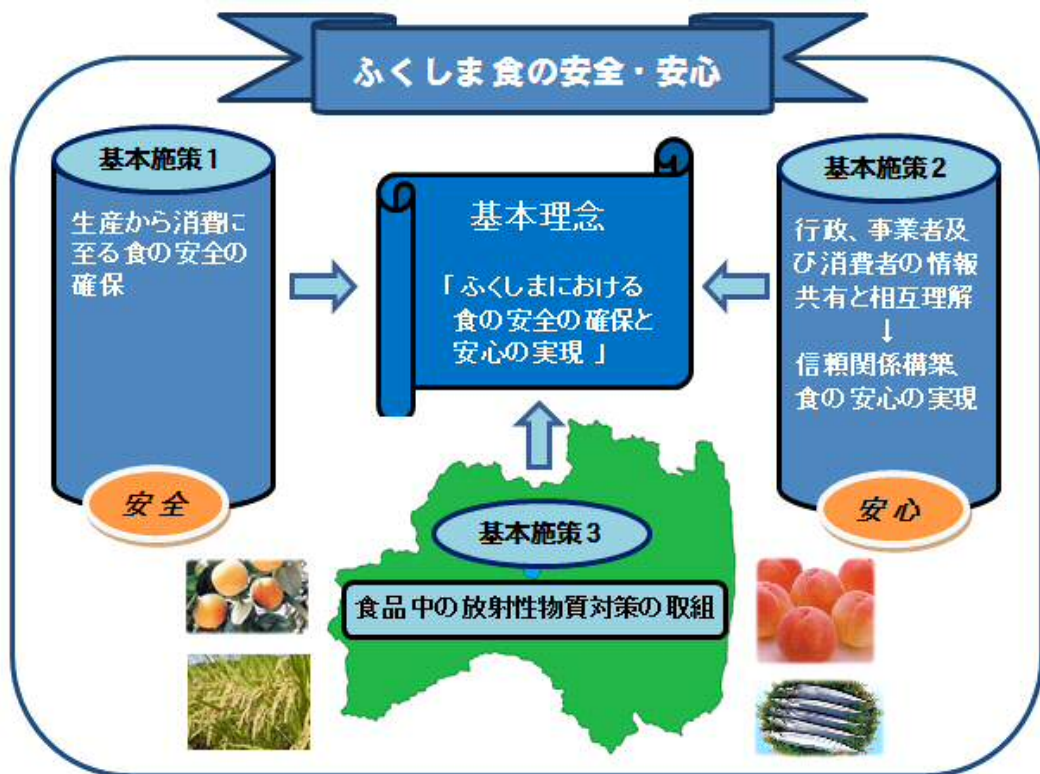 ふくしま 食の安全・安心
基本施策1
生産から消費に
至る食の安全の
確保
安全
基本理念
「ふくしまにおける
食の安全の確保と
安心の実現」
基本施策2
行政、事業者及
び消費者の情報
共有と相互理解
↓
信頼関係構築、
食の安心の実現
安心
基本施策3
食品中の放射性物質対策の取組